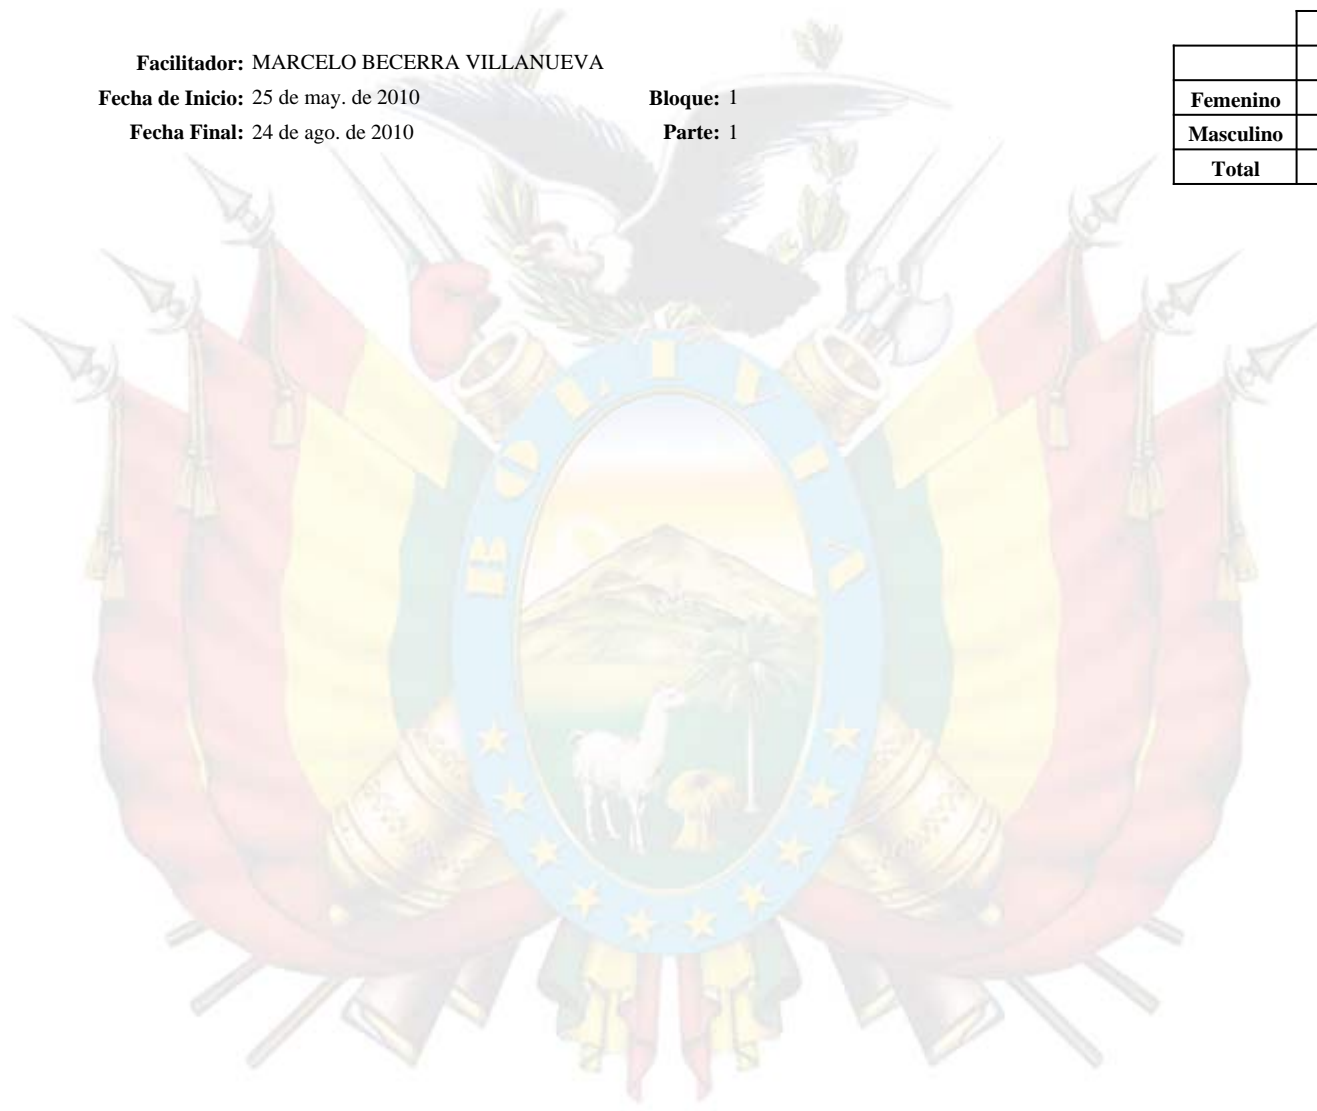 Facilitador: MARCELO BECERRA VILLANUEVA
Fecha de Inicio: 25 de may. de 2010 Bloque: 1
Fecha Final: 24 de ago. de 2010 Parte: 1
Femenino
Masculino
Total
BOLIVIA